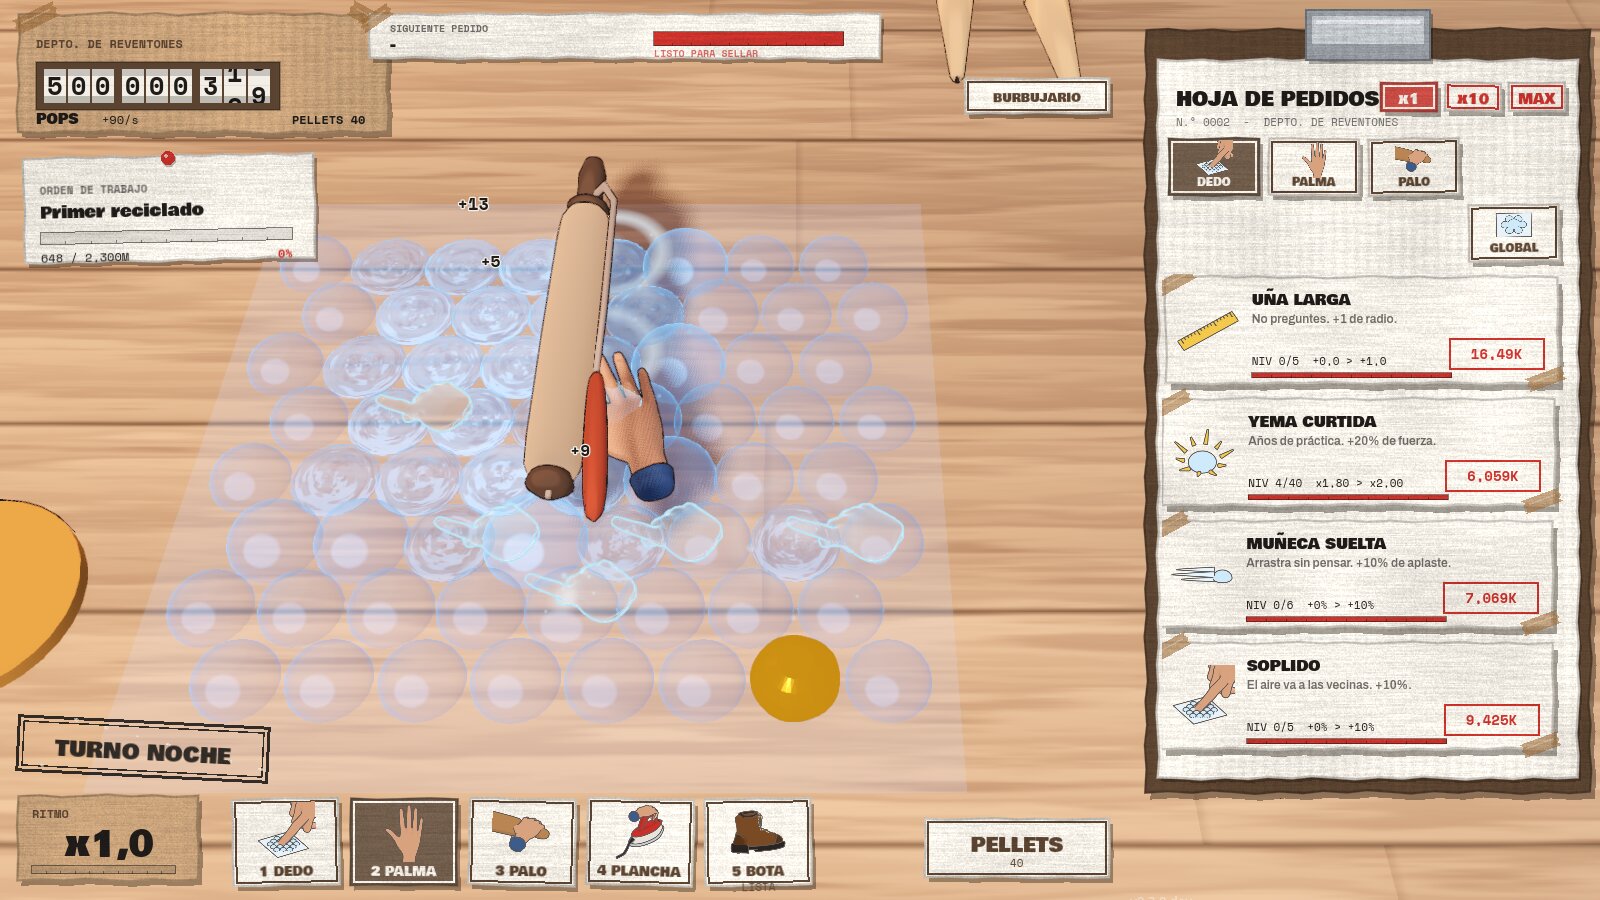 DEPTO. DE REVENTONES
500 000 3
9
POPS +90/s PELLETS 40
SIGUIENTE PEDIDO
-
LISTO PARA SELLAR
BURBUJARIO
ORDEN DE TRABAJO
Primer reciclado
648 / 2,300M 0%
+13
+5
+9
HOJA DE PEDIDOS x1 x10 MAX
N.° 0002 - DEPTO. DE REVENTONES
DEDO PALMA PALO
GLOBAL
UÑA LARGA
No preguntes. +1 de radio.
NIV 0/5 +0,0 > +1,0 16,49K
YEMA CURTIDA
Años de práctica. +20% de fuerza.
NIV 4/40 x1,80 > x2,00 6,059K
MUÑECA SUELTA
Arrastra sin pensar. +10% de aplaste.
NIV 0/6 +0% > +10% 7,069K
SOPLIDO
El aire va a las vecinas. +10%.
NIV 0/5 +0% > +10% 9,425K
TURNO NOCHE
RITMO
x1,0
1 DEDO 2 PALMA 3 PALO 4 PLANCHA 5 BOTA
LISTA
PELLETS
40